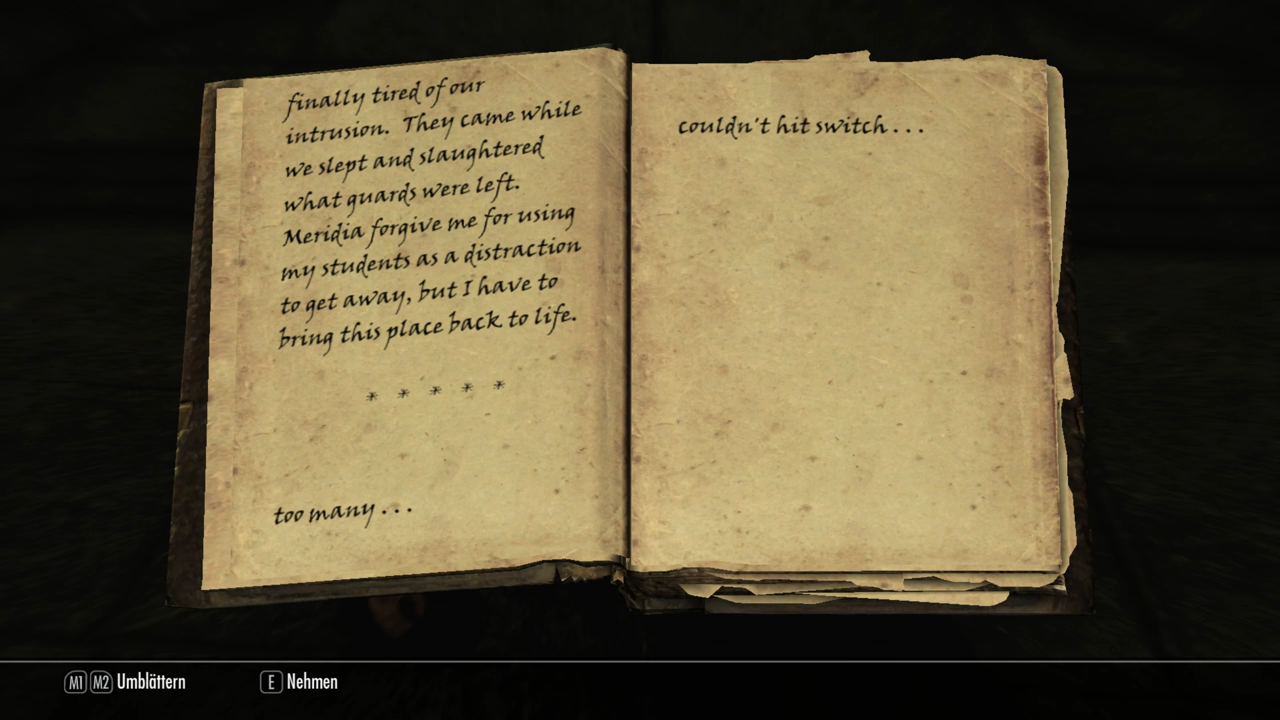 finally tired of our
intrusion. They came while
we slept and slaughtered
what guards were left.
Meridia forgive me for using
my students as a distraction
to get away, but I have to
bring this place back to life.
* * * * *
too many . . .
couldn't hit switch . . .
M1 M2 Umblättern
E Nehmen